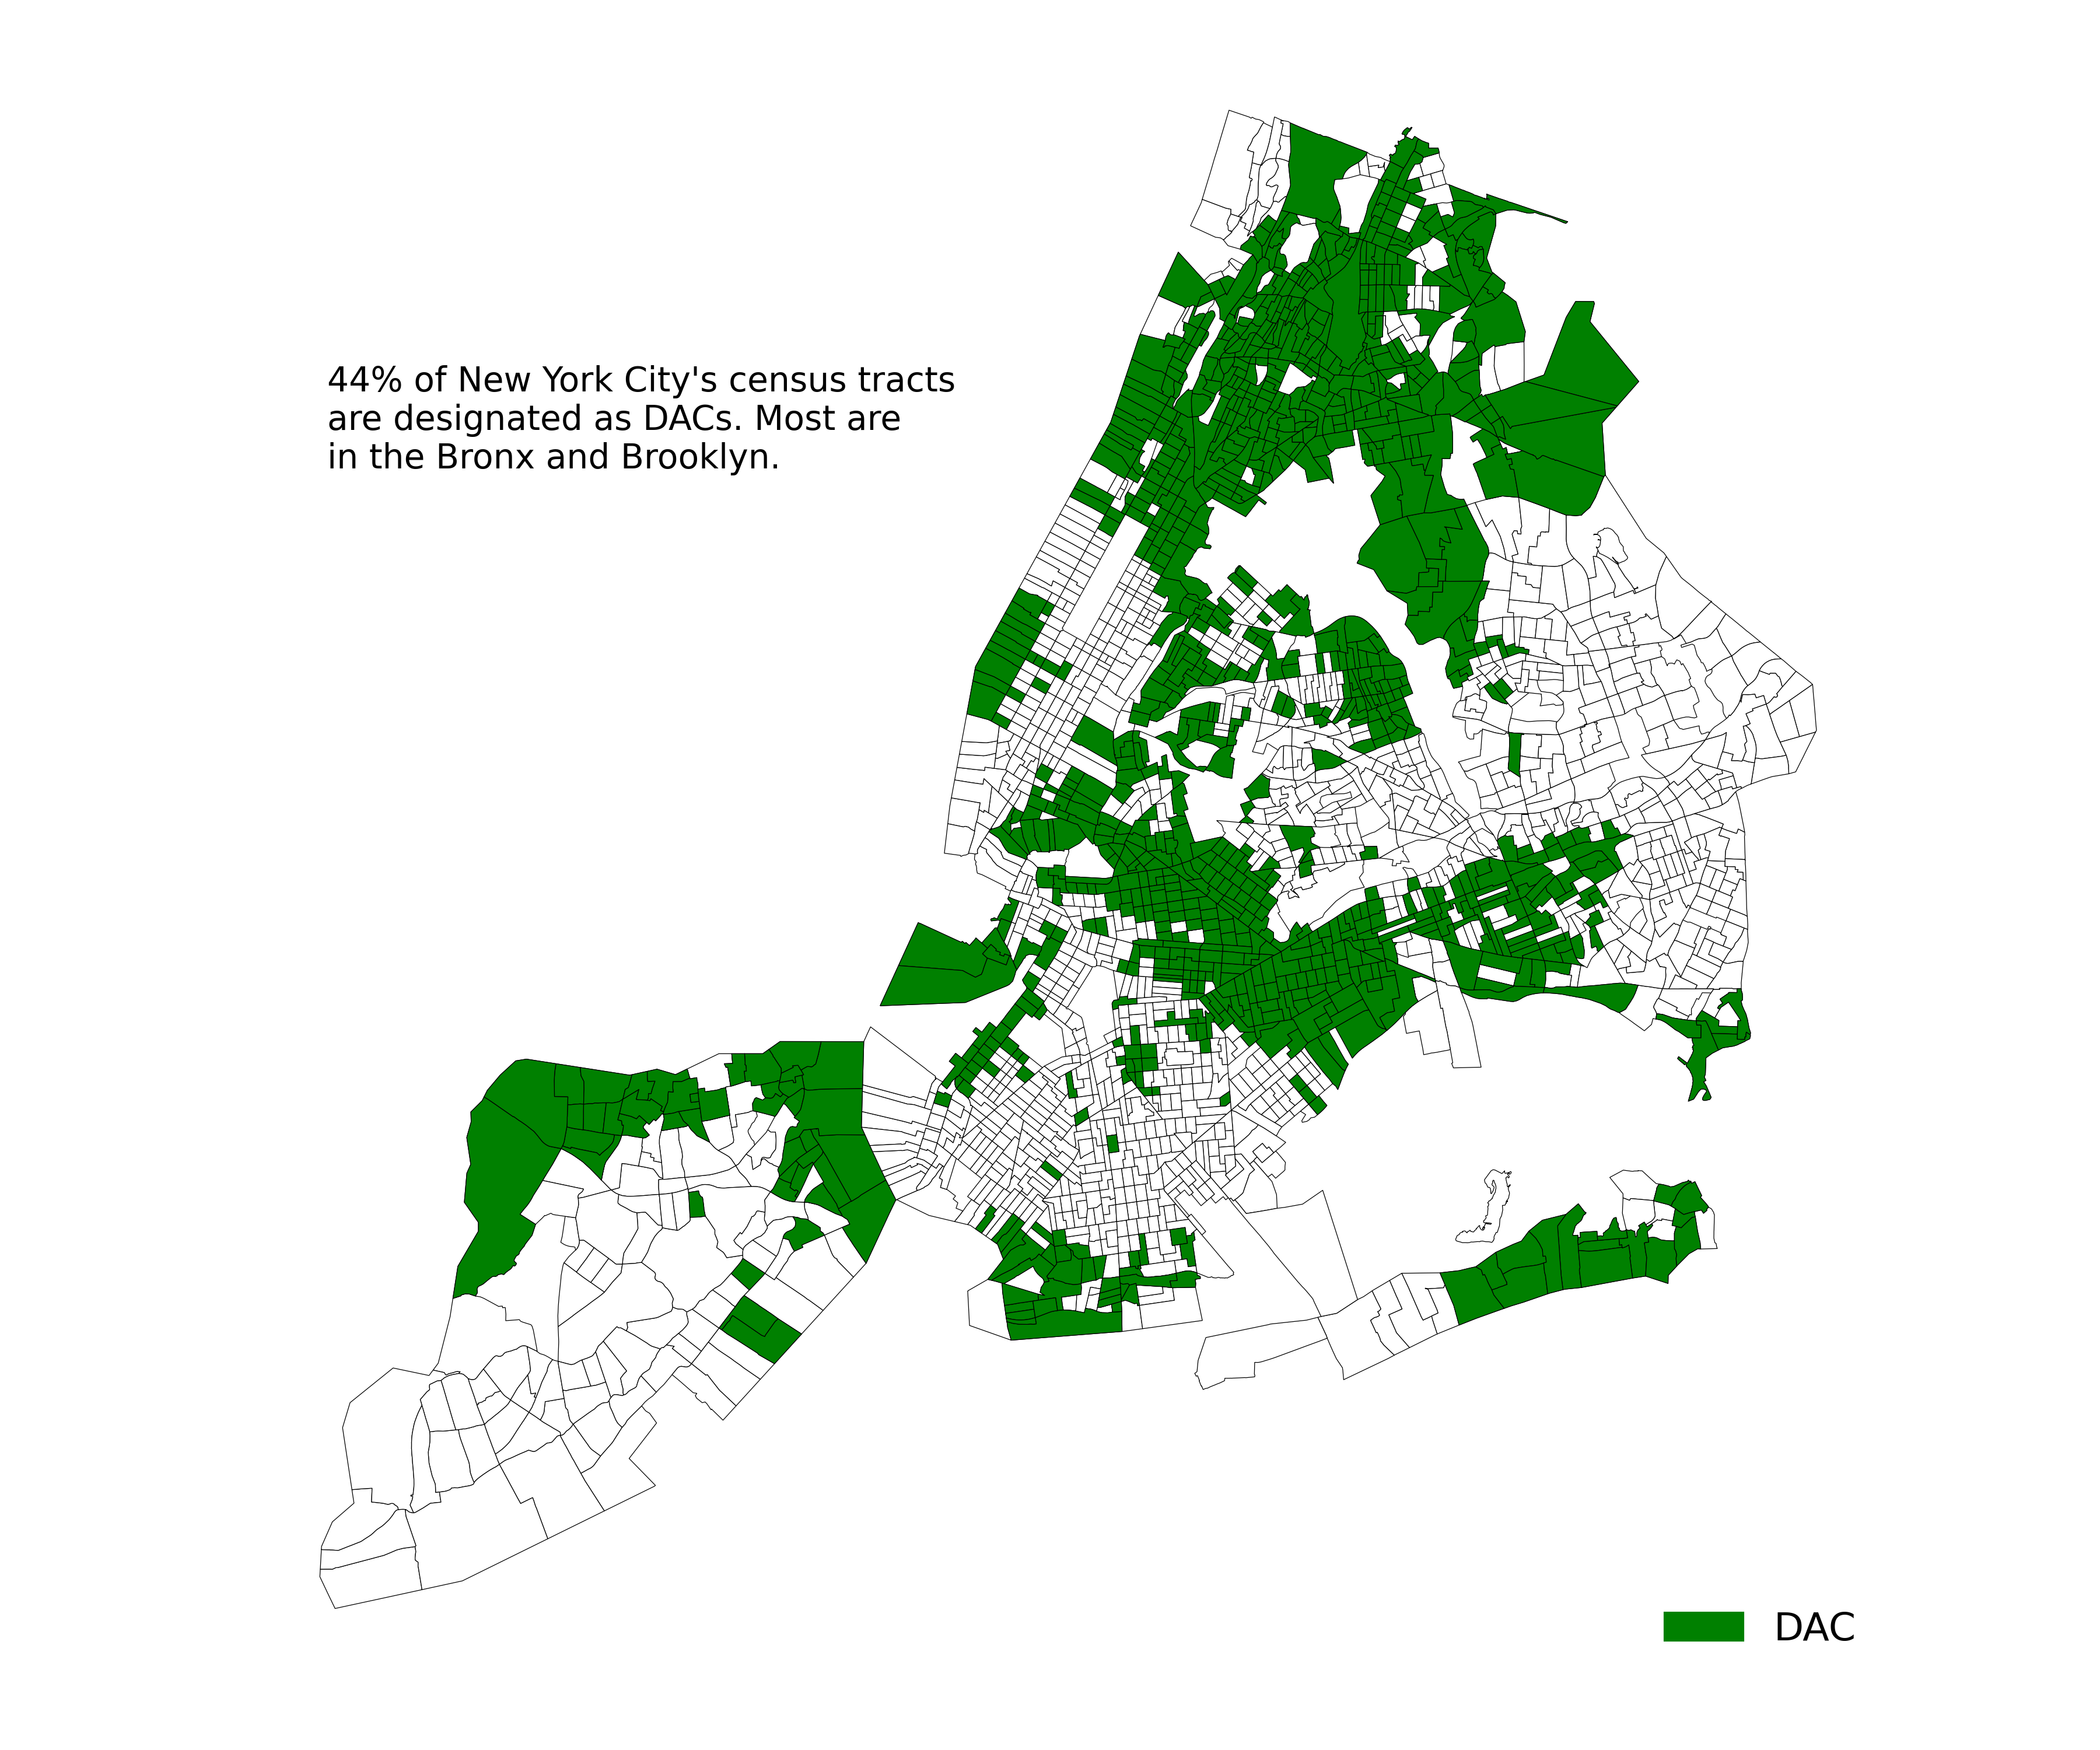 44% of New York City's census tracts
are designated as DACs. Most are
in the Bronx and Brooklyn.
DAC